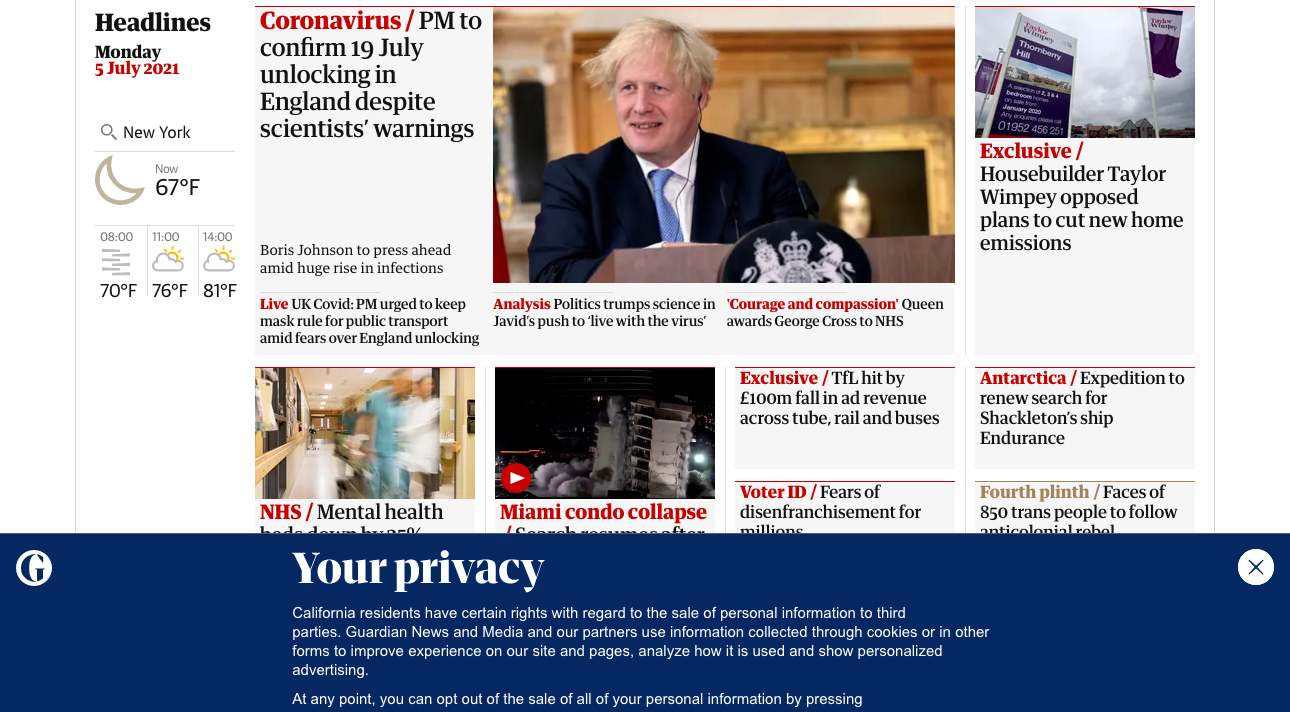 Headlines
Monday
5 July 2021
New York
Now
67°F
08:00
11:00
14:00
70°F
76°F
81°F
Coronavirus / PM to
confirm 19 July
unlocking in
England despite
scientists’ warnings
Boris Johnson to press ahead
amid huge rise in infections
Live UK Covid: PM urged to keep
mask rule for public transport
amid fears over England unlocking
Analysis Politics trumps science in
Javid’s push to ‘live with the virus’
'Courage and compassion' Queen
awards George Cross to NHS
Taylor
Wimpey
Thornberry
Hill
A selection of 2, 3 & 4
bedroom homes
on sale from
January 2020
Any enquiries please call
01952 456 251
Taylor
Wimpey
Exclusive /
Housebuilder Taylor
Wimpey opposed
plans to cut new home
emissions
NHS / Mental health
beds down by 25%
Miami condo collapse
/ Search resumes after
Exclusive / TfL hit by
£100m fall in ad revenue
across tube, rail and buses
Voter ID / Fears of
disenfranchisement for
millions
Antarctica / Expedition to
renew search for
Shackleton’s ship
Endurance
Fourth plinth / Faces of
850 trans people to follow
anticolonial rebel
Your privacy
California residents have certain rights with regard to the sale of personal information to third
parties. Guardian News and Media and our partners use information collected through cookies or in other
forms to improve experience on our site and pages, analyze how it is used and show personalized
advertising.
At any point, you can opt out of the sale of all of your personal information by pressing